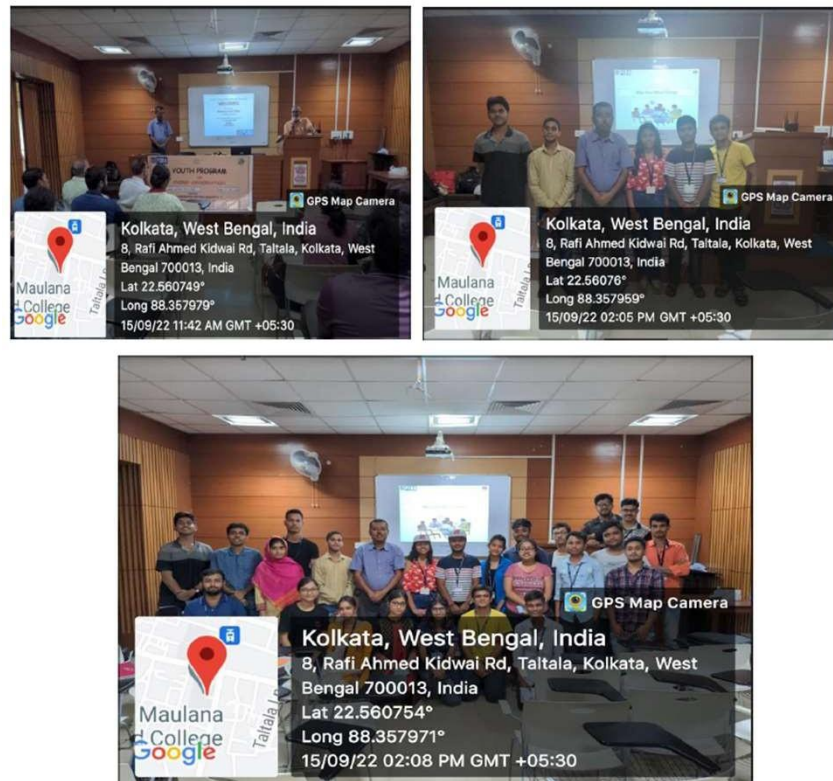 YOUTH PROGRAM
GPS Map Camera
Kolkata, West Bengal, India
8, Rafi Ahmed Kidwai Rd, Taltala, Kolkata, West
Bengal 700013, India
Lat 22.560749°
Long 88.357979°
15/09/22 11:42 AM GMT +05:30
Maulana
d College
Google
Taltala L
GPS Map Camera
Kolkata, West Bengal, India
8, Rafi Ahmed Kidwai Rd, Taltala, Kolkata, West
Bengal 700013, India
Lat 22.56076°
Long 88.357959°
15/09/22 02:05 PM GMT +05:30
Maulana
d College
Google
Taltala L
GPS Map Camera
Kolkata, West Bengal, India
8, Rafi Ahmed Kidwai Rd, Taltala, Kolkata, West
Bengal 700013, India
Lat 22.560754°
Long 88.357971°
15/09/22 02:08 PM GMT +05:30
Maulana
d College
Google
Taltala L